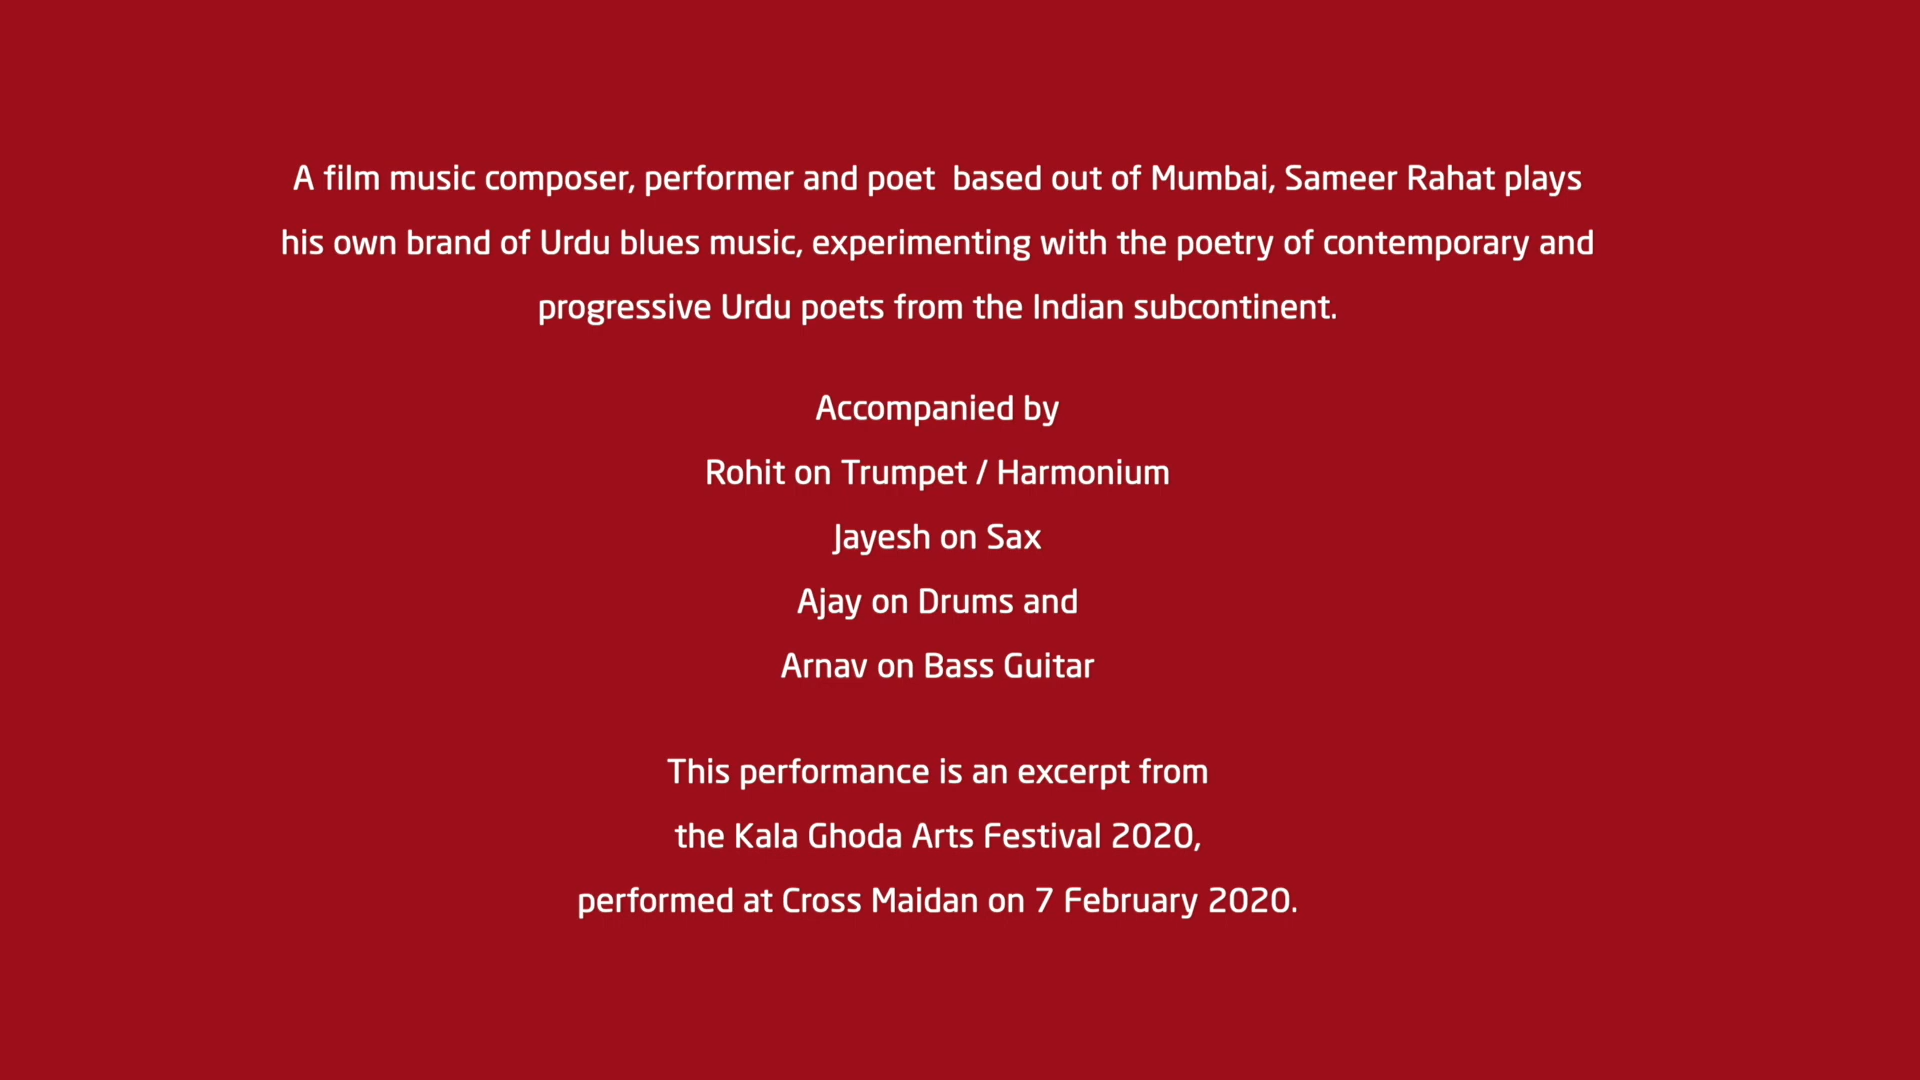 A film music composer, performer and poet  based out of Mumbai, Sameer Rahat plays
his own brand of Urdu blues music, experimenting with the poetry of contemporary and
progressive Urdu poets from the Indian subcontinent.
Accompanied by
Rohit on Trumpet / Harmonium
Jayesh on Sax
Ajay on Drums and
Arnav on Bass Guitar
This performance is an excerpt from
the Kala Ghoda Arts Festival 2020,
performed at Cross Maidan on 7 February 2020.